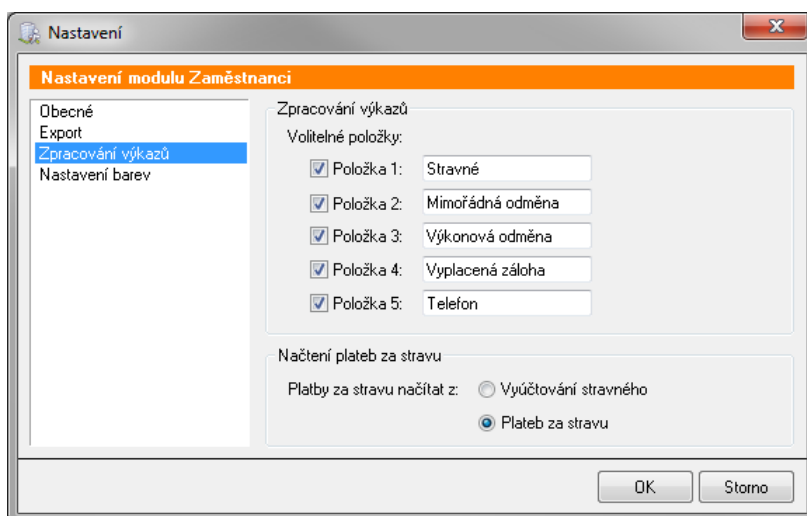 Nastavení
Nastavení modulu Zaměstnanci
Obecné
Export
Zpracování výkazů
Nastavení barev
Zpracování výkazů
Volitelné položky:
Položka 1: Stravné
Položka 2: Mimořádná odměna
Položka 3: Výkonová odměna
Položka 4: Vyplacená záloha
Položka 5: Telefon
Načtení plateb za stravu
Platby za stravu načítat z: Vyúčtování stravného
Plateb za stravu
OK Storno